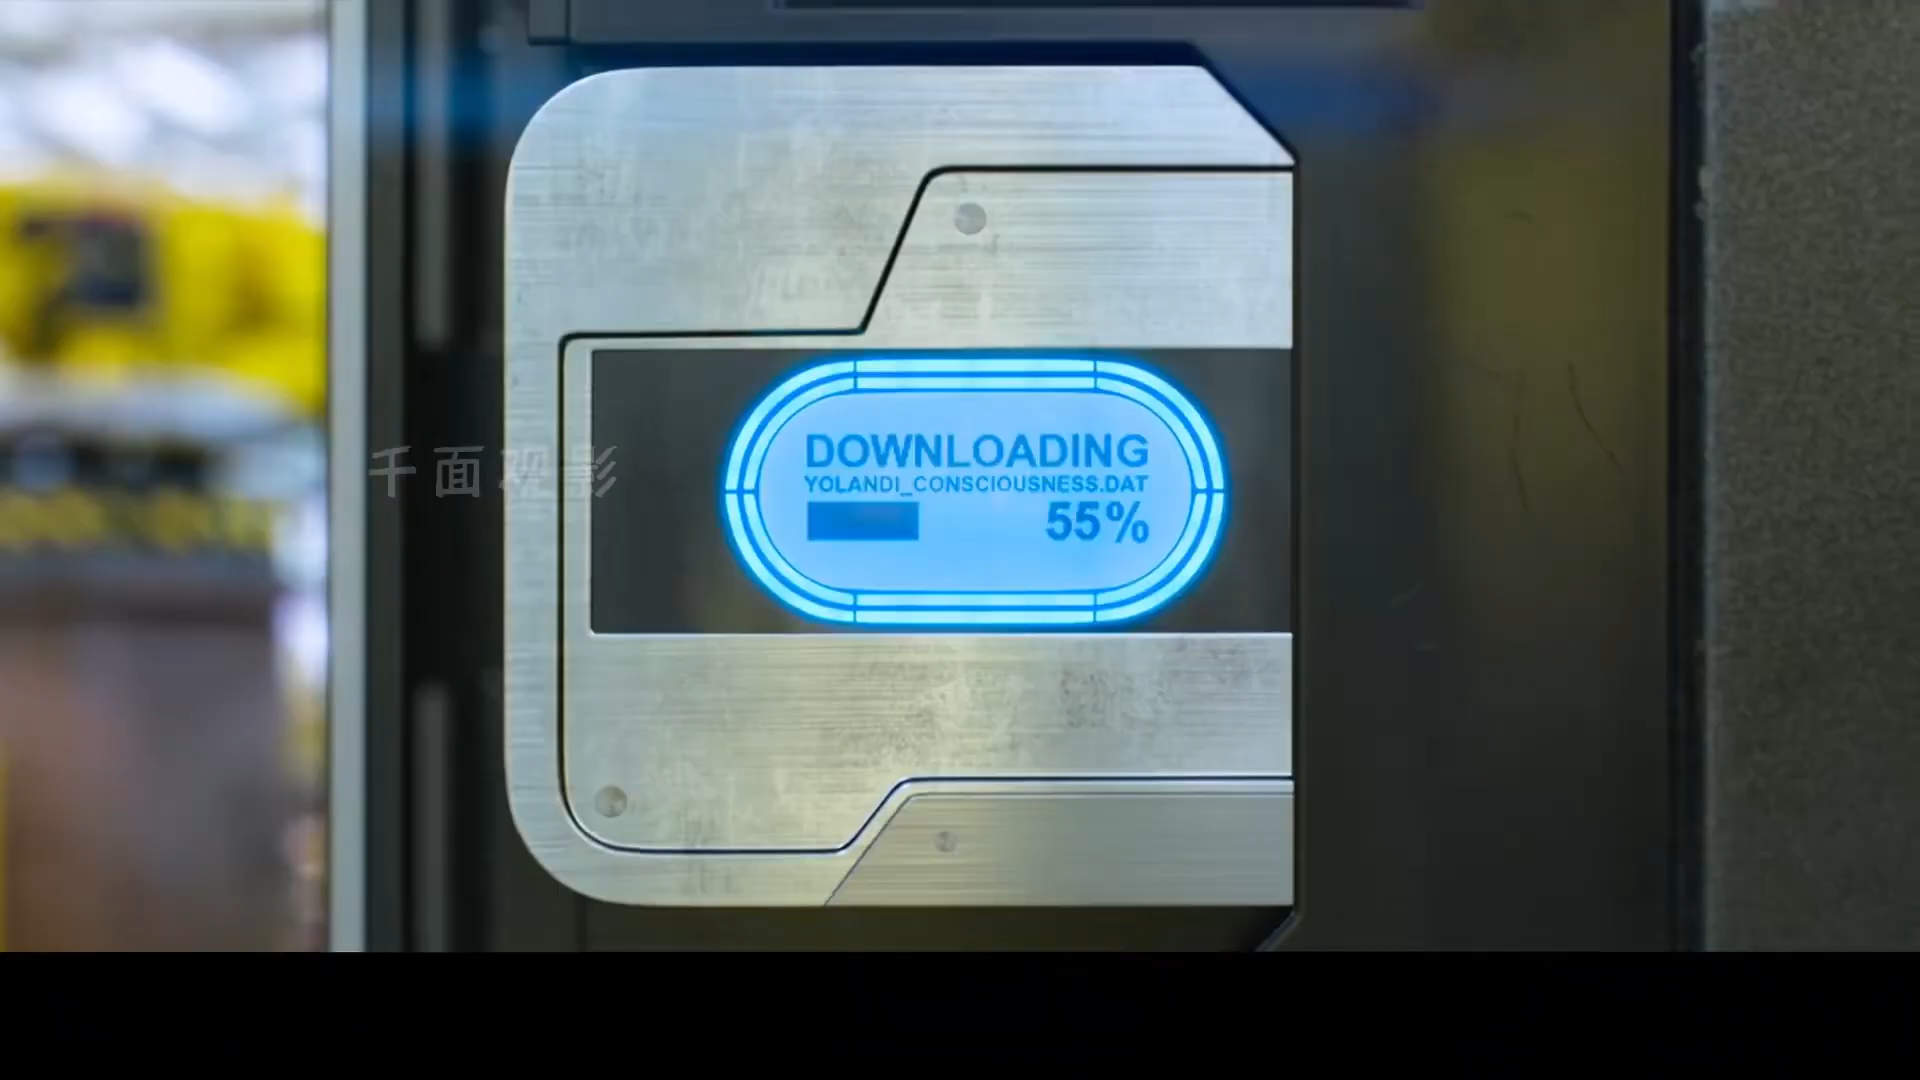 千面观影
DOWNLOADING
YOLANDI_CONSCIOUSNESS.DAT
55%